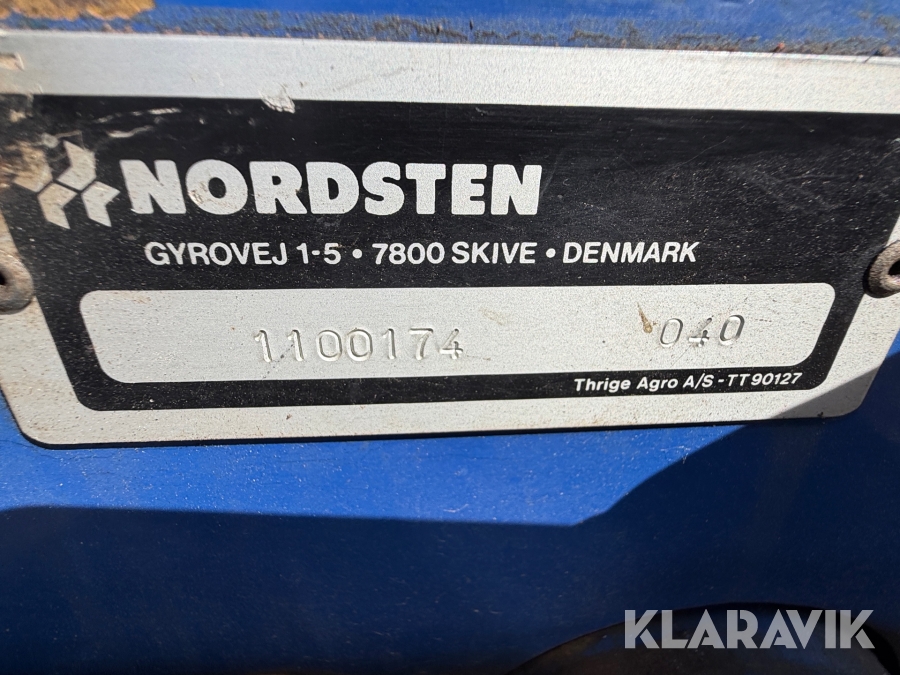 NORDSTEN
GYROVEJ 1-5 • 7800 SKIVE • DENMARK
1100174 040
Thrige Agro A/S - TT 90127
KLARAVIK